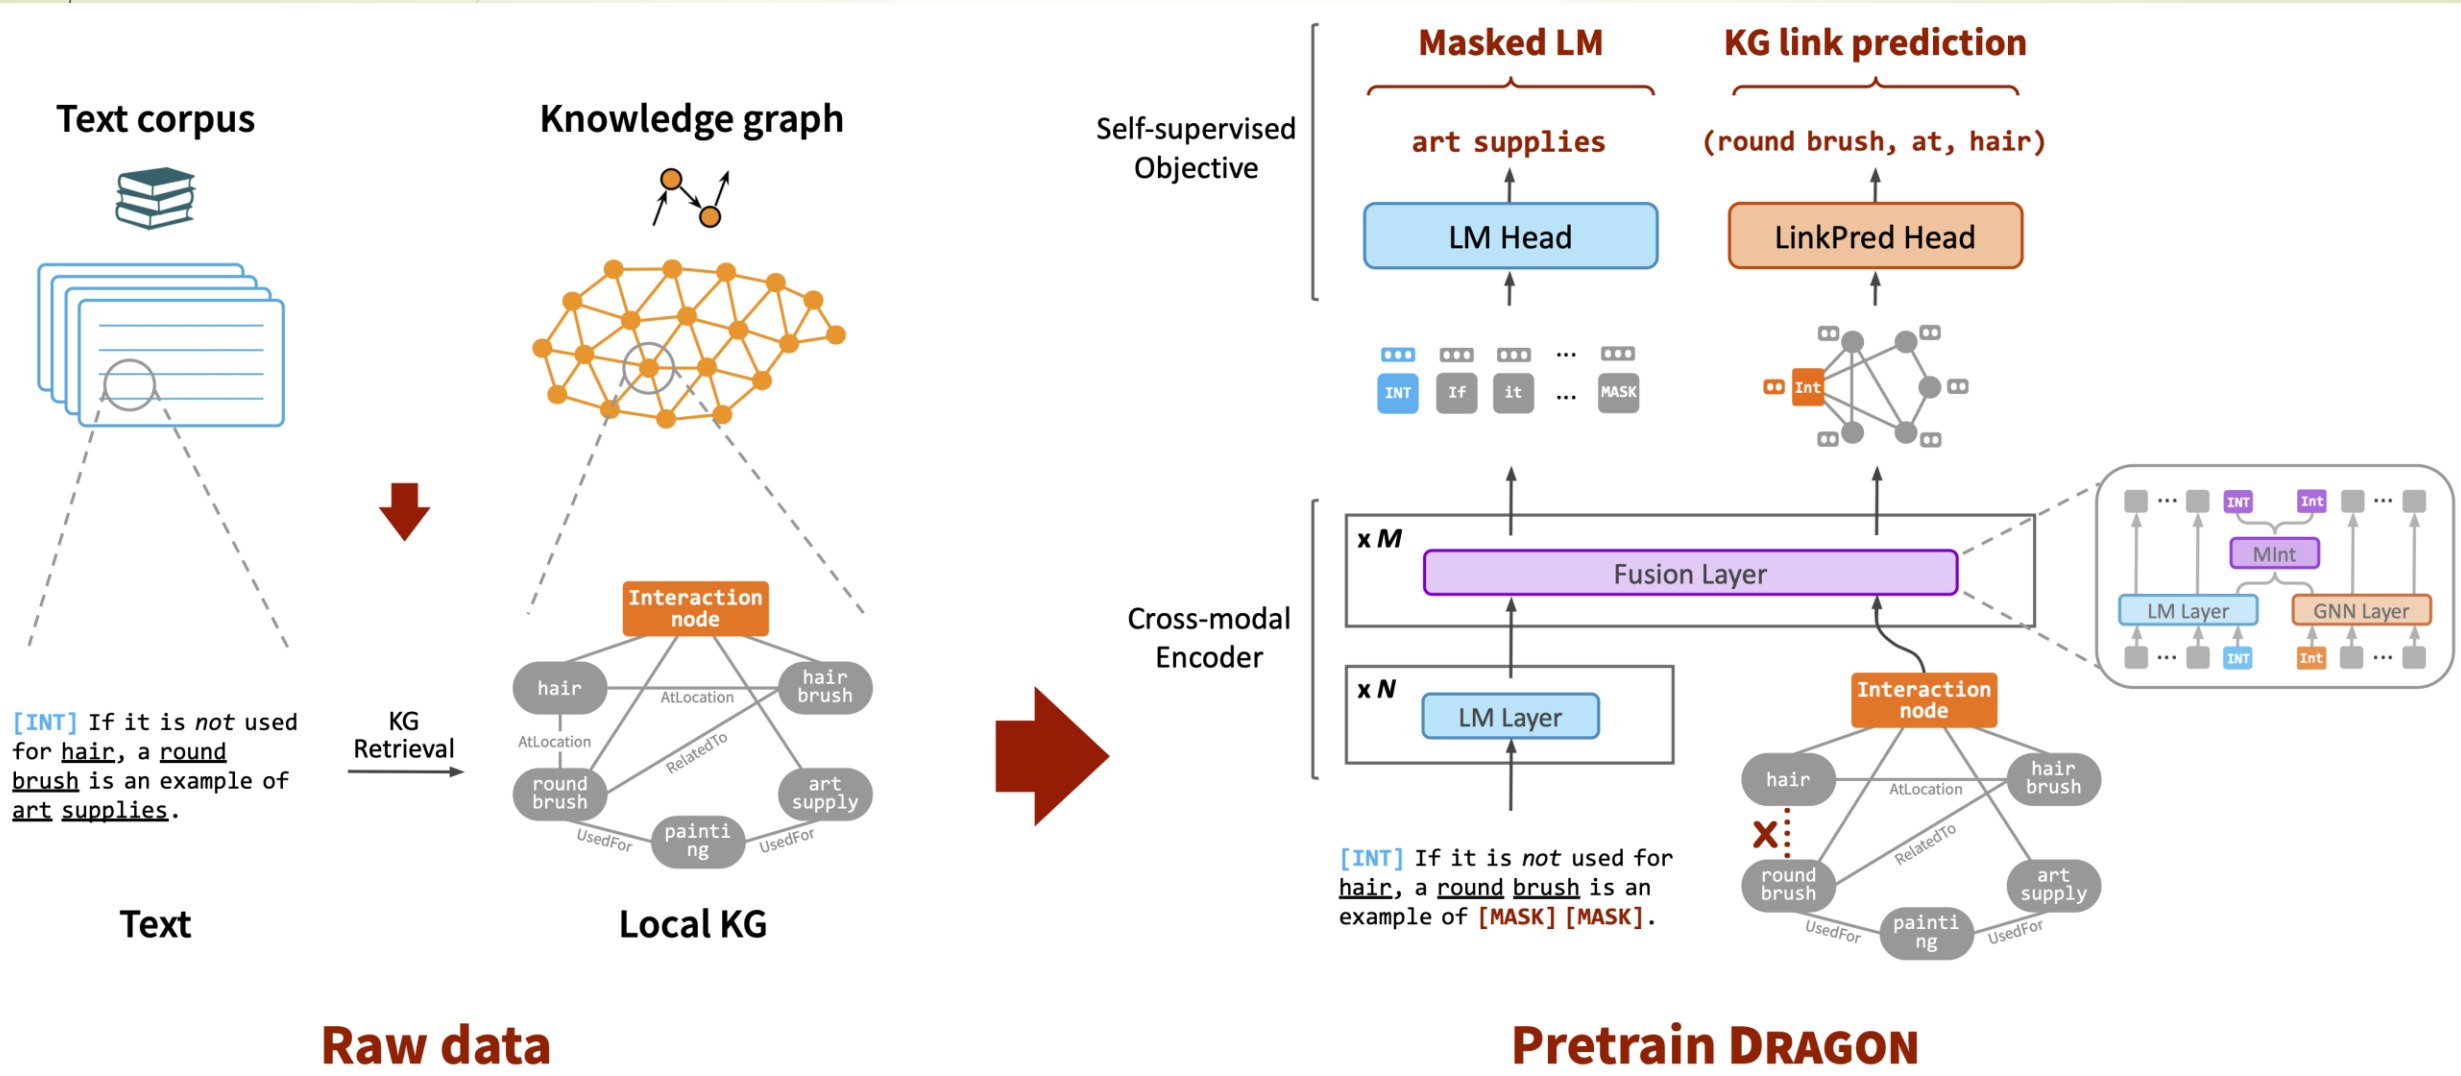 Text corpus
Knowledge graph
[INT] If it is not used
for hair, a round
brush is an example of
art supplies.
KG
Retrieval
Interaction
node
hair
hair
brush
AtLocation
AtLocation
RelatedTo
round
brush
art
supply
painti
ng
UsedFor
UsedFor
Text
Local KG
Raw data
Self-supervised
Objective
Masked LM
KG link prediction
art supplies
(round brush, at, hair)
LM Head
LinkPred Head
INT
If
it
...
...
MASK
Int
Cross-modal
Encoder
x M
Fusion Layer
x N
LM Layer
[INT] If it is not used for
hair, a round brush is an
example of [MASK] [MASK].
Interaction
node
hair
hair
brush
AtLocation
X
RelatedTo
round
brush
art
supply
painti
ng
UsedFor
UsedFor
... INT Int ...
MInt
LM Layer
GNN Layer
... INT Int ...
Pretrain DRAGON